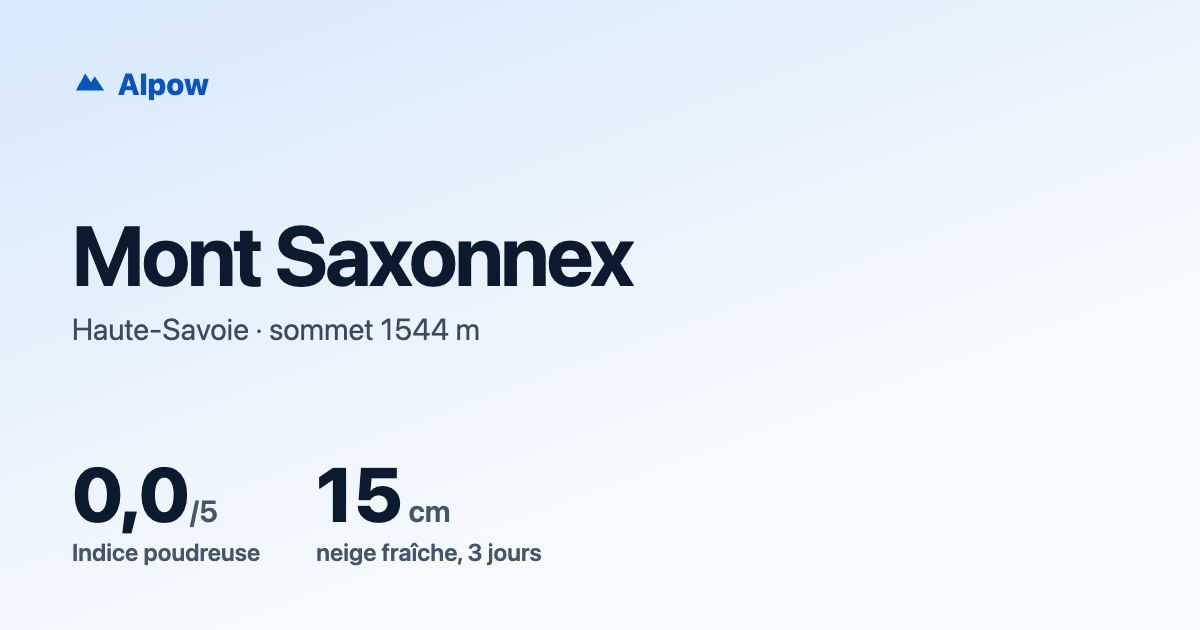 Alpow
Mont Saxonnex
Haute-Savoie · sommet 1544 m
0,0/5 15 cm
Indice poudreuse neige fraîche, 3 jours